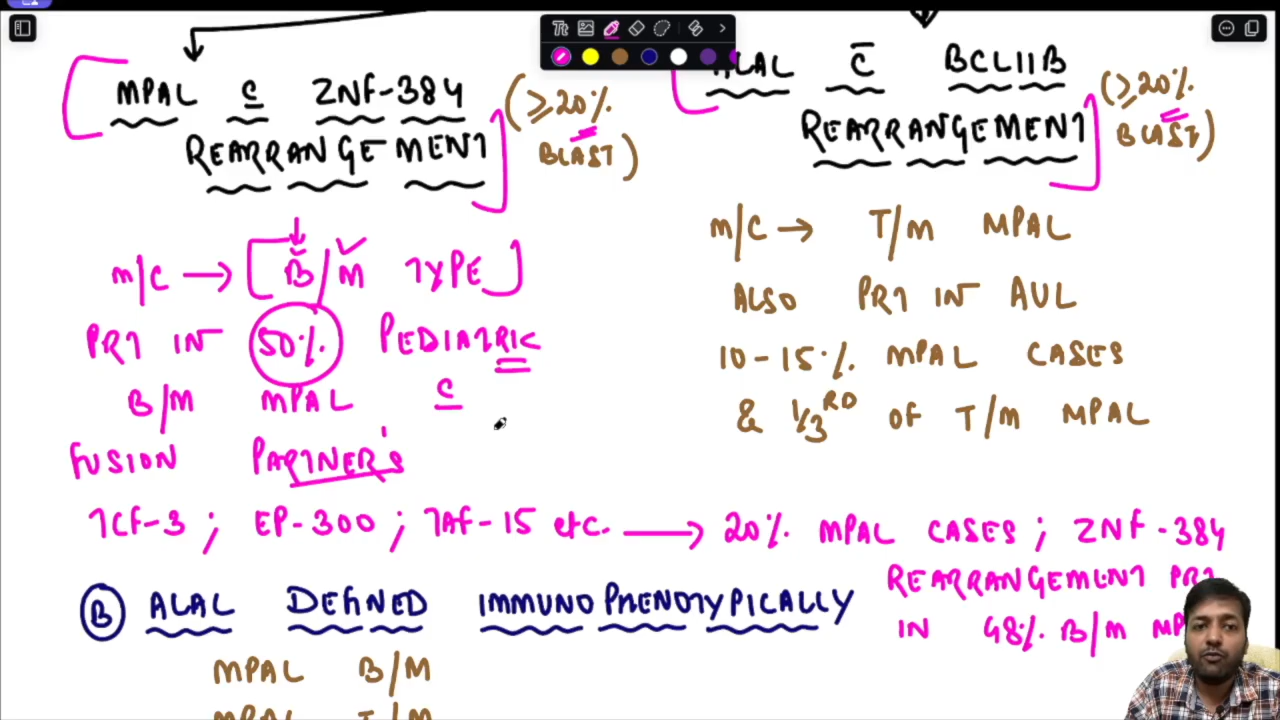 MPAL C̄ ZNF-384
REARRANGEMENT
(≥20%
BLAST)
m/c → [B/M TYPE]
PRT IN 50% PEDIATRIC
B/M MPAL C̄
FUSION PARTNER'S
TCF-3 ; EP-300 ; TAF-15 etc. → 20% MPAL CASES ; ZNF-384
REARRANGEMENT PRT
IN 48% B/M
ALAL C̄ BCL11B
REARRANGEMENT
(≥20%
BLAST)
m/c → T/M MPAL
ALSO PRT IN AUL
10-15% MPAL CASES
& 1/3RD OF T/M MPAL
B ALAL DEFINED IMMUNOPHENOTYPICALLY
MPAL B/M
MPAL T/M